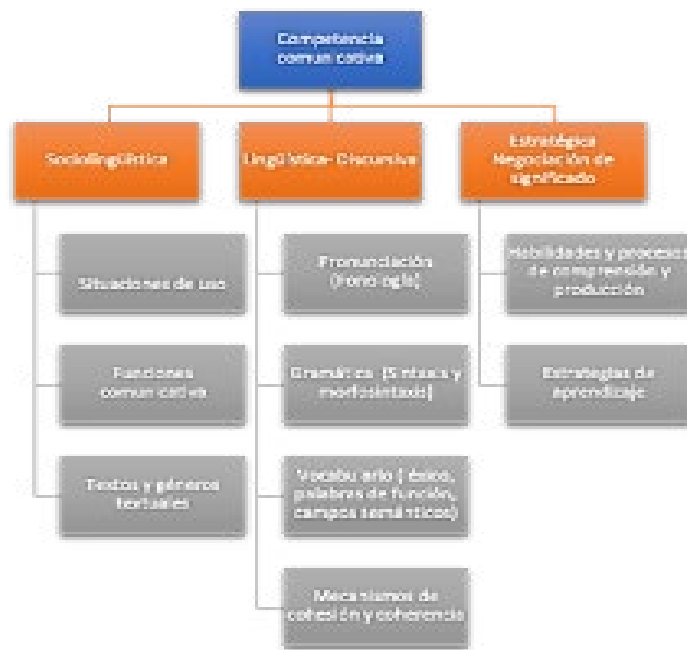 Competencia
comunicativa
Sociolingüística
Lingüística- Discursiva
Estratégica
Negociación de
significado
Situaciones de uso
Funciones
comunicativa
Textos y géneros
textuales
Pronunciación
(Fonología)
Gramática (Sintaxis y
morfosintaxis)
Vocabulario (léxico,
palabras de función,
campos semánticos)
Mecanismos de
cohesión y coherencia
Habilidades y procesos
de comprensión y
producción
Estrategias de
aprendizaje